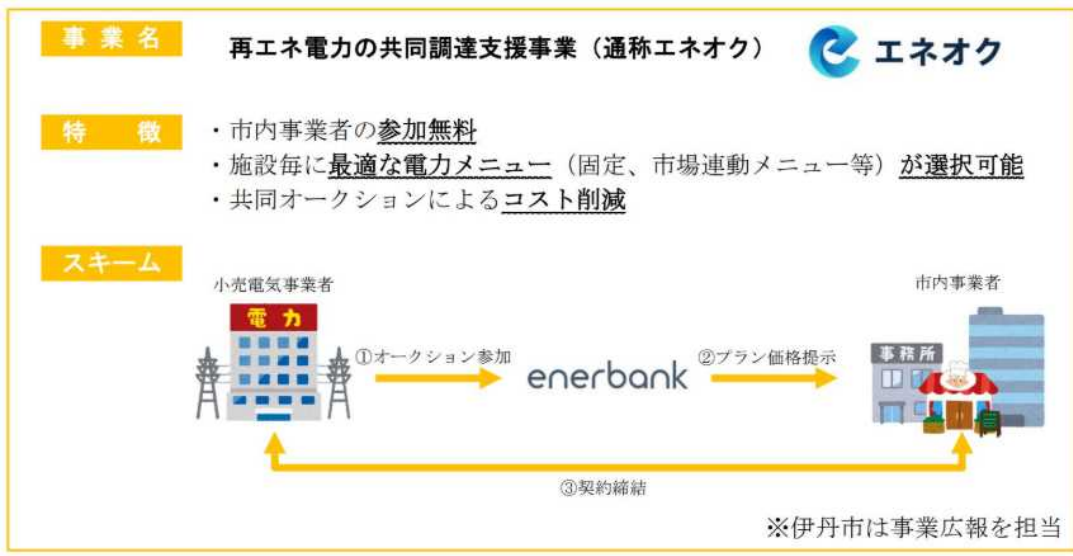 事業名
再エネ電力の共同調達支援事業（通称エネオク）
エネオク
特徴
・市内事業者の参加無料
・施設毎に最適な電力メニュー（固定、市場連動メニュー等）が選択可能
・共同オークションによるコスト削減
スキーム
小売電気事業者
市内事業者
電力
①オークション参加
enerbank
②プラン価格提示
事務所
③契約締結
※伊丹市は事業広報を担当